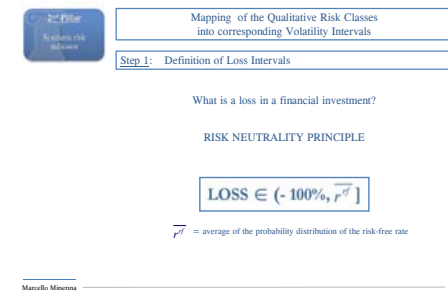 2nd Pillar
Synthetic risk
indicator
Mapping of the Qualitative Risk Classes
into corresponding Volatility Intervals
Step 1: Definition of Loss Intervals
What is a loss in a financial investment?
RISK NEUTRALITY PRINCIPLE
LOSS ∈ (- 100%, r^rf ]
r^rf = average of the probability distribution of the risk-free rate
Marcello Minenna